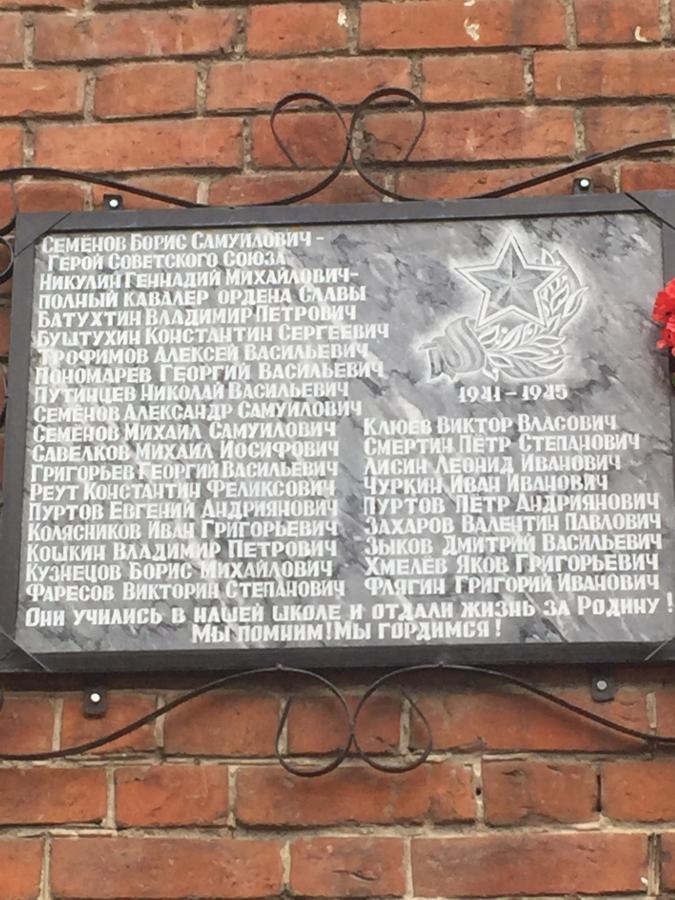 Семёнов Борис Самуилович –
Герой Советского Союза
Никулин Геннадий Михайлович-
полный кавалер ордена Славы
Батухтин Владимир Петрович
Буштухин Константин Сергеевич
Трофимов Алексей Васильевич
Пономарев Георгий Васильевич
Путинцев Николай Васильевич
Семёнов Александр Самуилович
Семёнов Михаил Самуилович
Савелков Михаил Иосифович
Григорьев Георгий Васильевич
Реут Константин Феликсович
Пуртов Евгений Андриянович
Колясников Иван Григорьевич
Кошкин Владимир Петрович
Кузнецов Борис Михайлович
Фаресов Викторин Степанович
1941-1945
Клюев Виктор Власович
Смертин Пётр Степанович
Лисин Леонид Иванович
Чуркин Иван Иванович
Пуртов Пётр Андриянович
Захаров Валентин Павлович
Зыков Дмитрий Васильевич
Хмелёв Яков Григорьевич
Флягин Григорий Иванович
Они учились в нашей школе и отдали жизнь за Родину!
Мы помним! Мы гордимся!